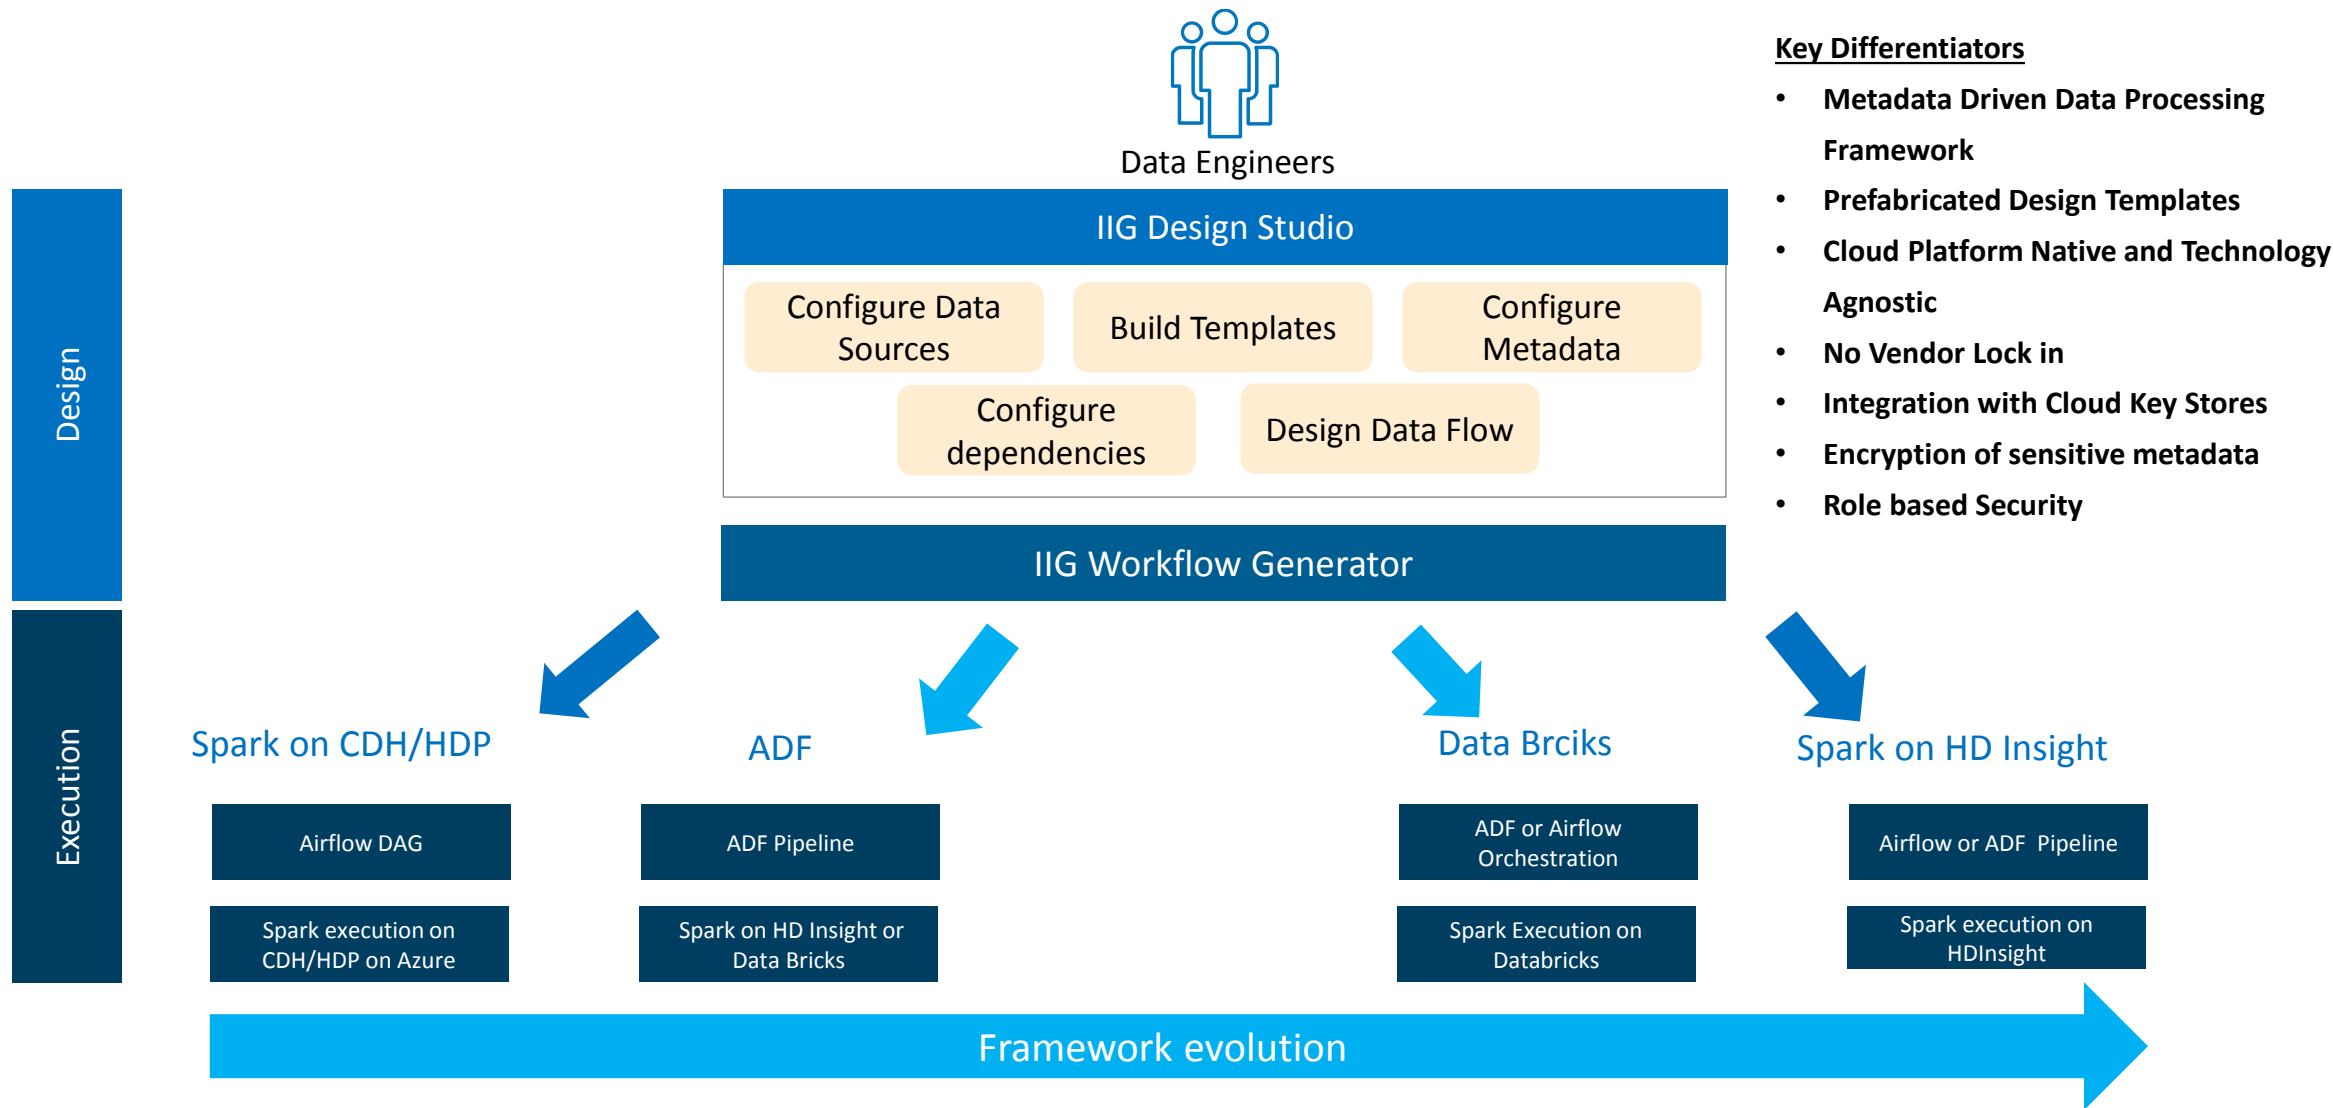 Data Engineers
Key Differentiators
• Metadata Driven Data Processing
Framework
• Prefabricated Design Templates
• Cloud Platform Native and Technology
Agnostic
• No Vendor Lock in
• Integration with Cloud Key Stores
• Encryption of sensitive metadata
• Role based Security
Design
IIG Design Studio
Configure Data
Sources
Build Templates
Configure
Metadata
Configure
dependencies
Design Data Flow
IIG Workflow Generator
Execution
Spark on CDH/HDP
ADF
Data Brciks
Spark on HD Insight
Airflow DAG
ADF Pipeline
ADF or Airflow
Orchestration
Airflow or ADF Pipeline
Spark execution on
CDH/HDP on Azure
Spark on HD Insight or
Data Bricks
Spark Execution on
Databricks
Spark execution on
HDInsight
Framework evolution